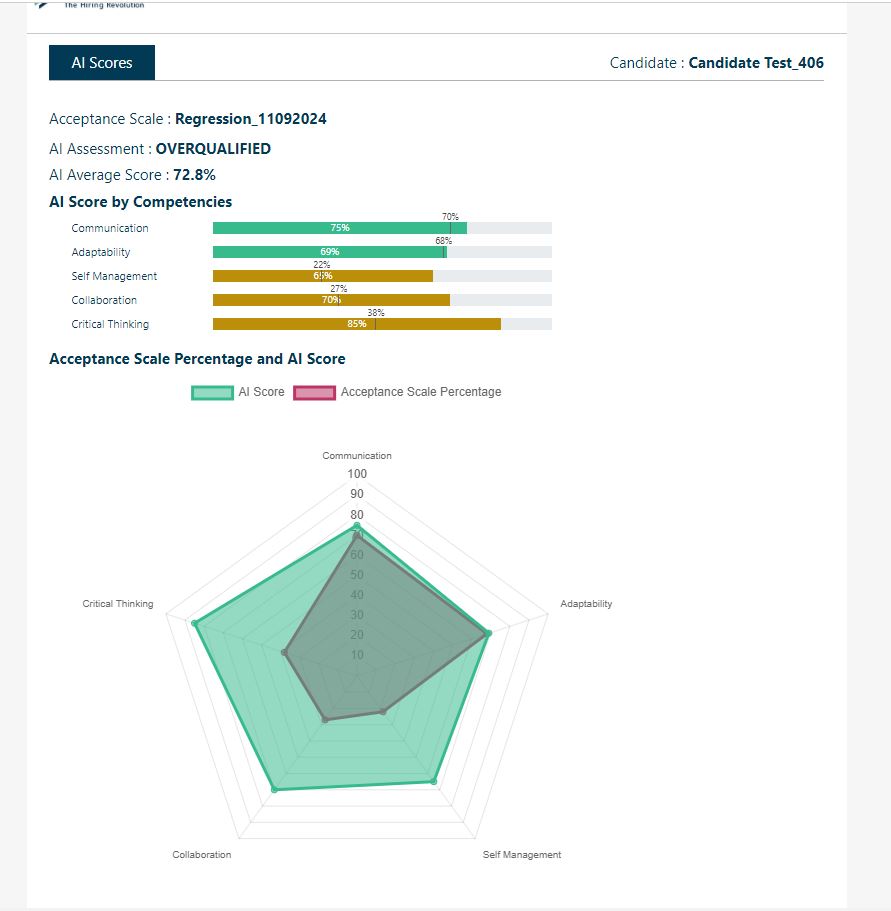 The Hiring Revolution
AI Scores
Candidate : Candidate Test_406
Acceptance Scale : Regression_11092024
AI Assessment : OVERQUALIFIED
AI Average Score : 72.8%
AI Score by Competencies
70%
Communication 75%
68%
Adaptability 69%
22%
Self Management 65%
27%
Collaboration 70%
38%
Critical Thinking 85%
Acceptance Scale Percentage and AI Score
AI Score Acceptance Scale Percentage
Communication
100
90
80
70
60
50
40
30
20
10
Critical Thinking
Adaptability
Collaboration
Self Management